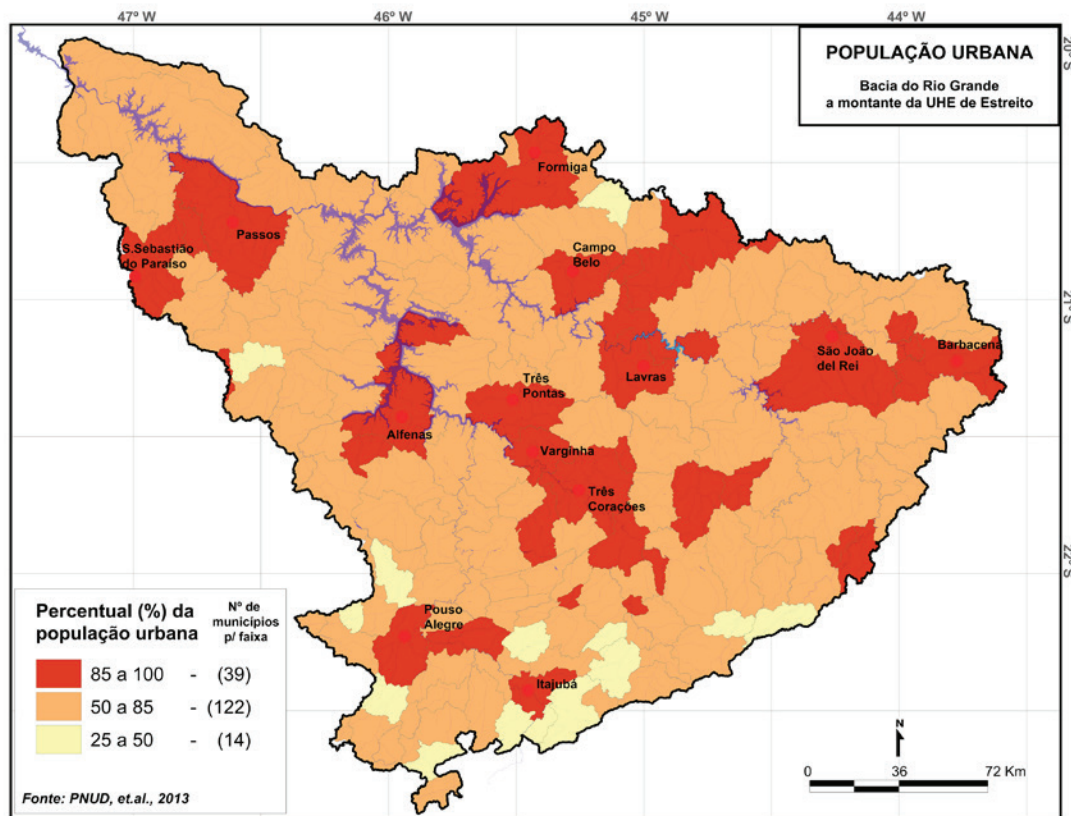 47°W
46°W
45°W
44°W
20°S
POPULAÇÃO URBANA
Bacia do Rio Grande
a montante da UHE de Estreito
Formiga
Passos
S.Sebastião
do Paraíso
Campo
Belo
21°S
São João
del Rei
Barbacena
Lavras
Três
Pontas
Alfenas
Varginha
Três
Corações
22°S
Pouso
Alegre
Itajubá
Percentual (%) da
população urbana
Nº de
municípios
p/ faixa
85 a 100 - (39)
50 a 85 - (122)
25 a 50 - (14)
Fonte: PNUD, et.al., 2013
N
0 36 72 Km